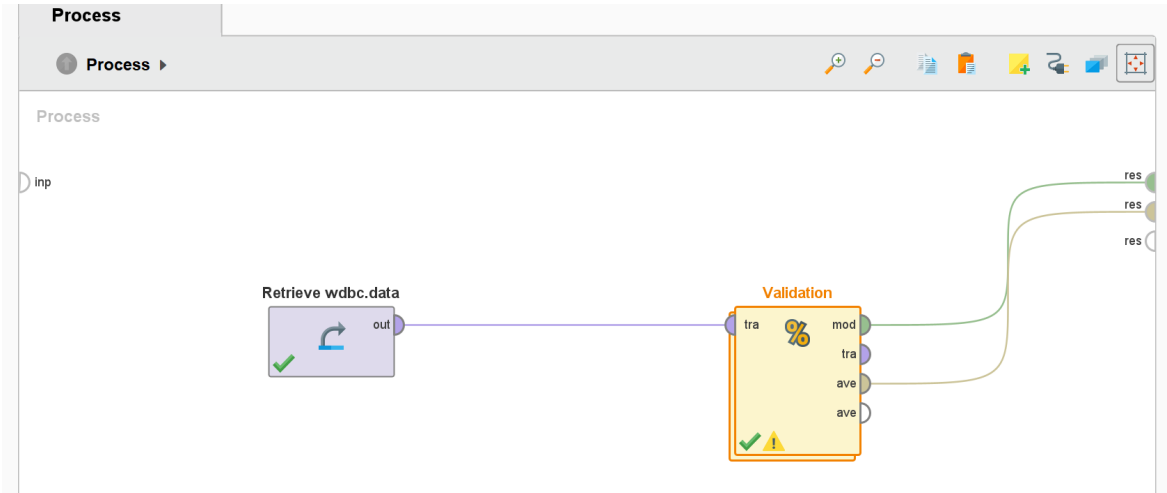 Process
Process
Process
inp
res
res
res
Retrieve wdbc.data
out
Validation
tra
mod
tra
ave
ave
%